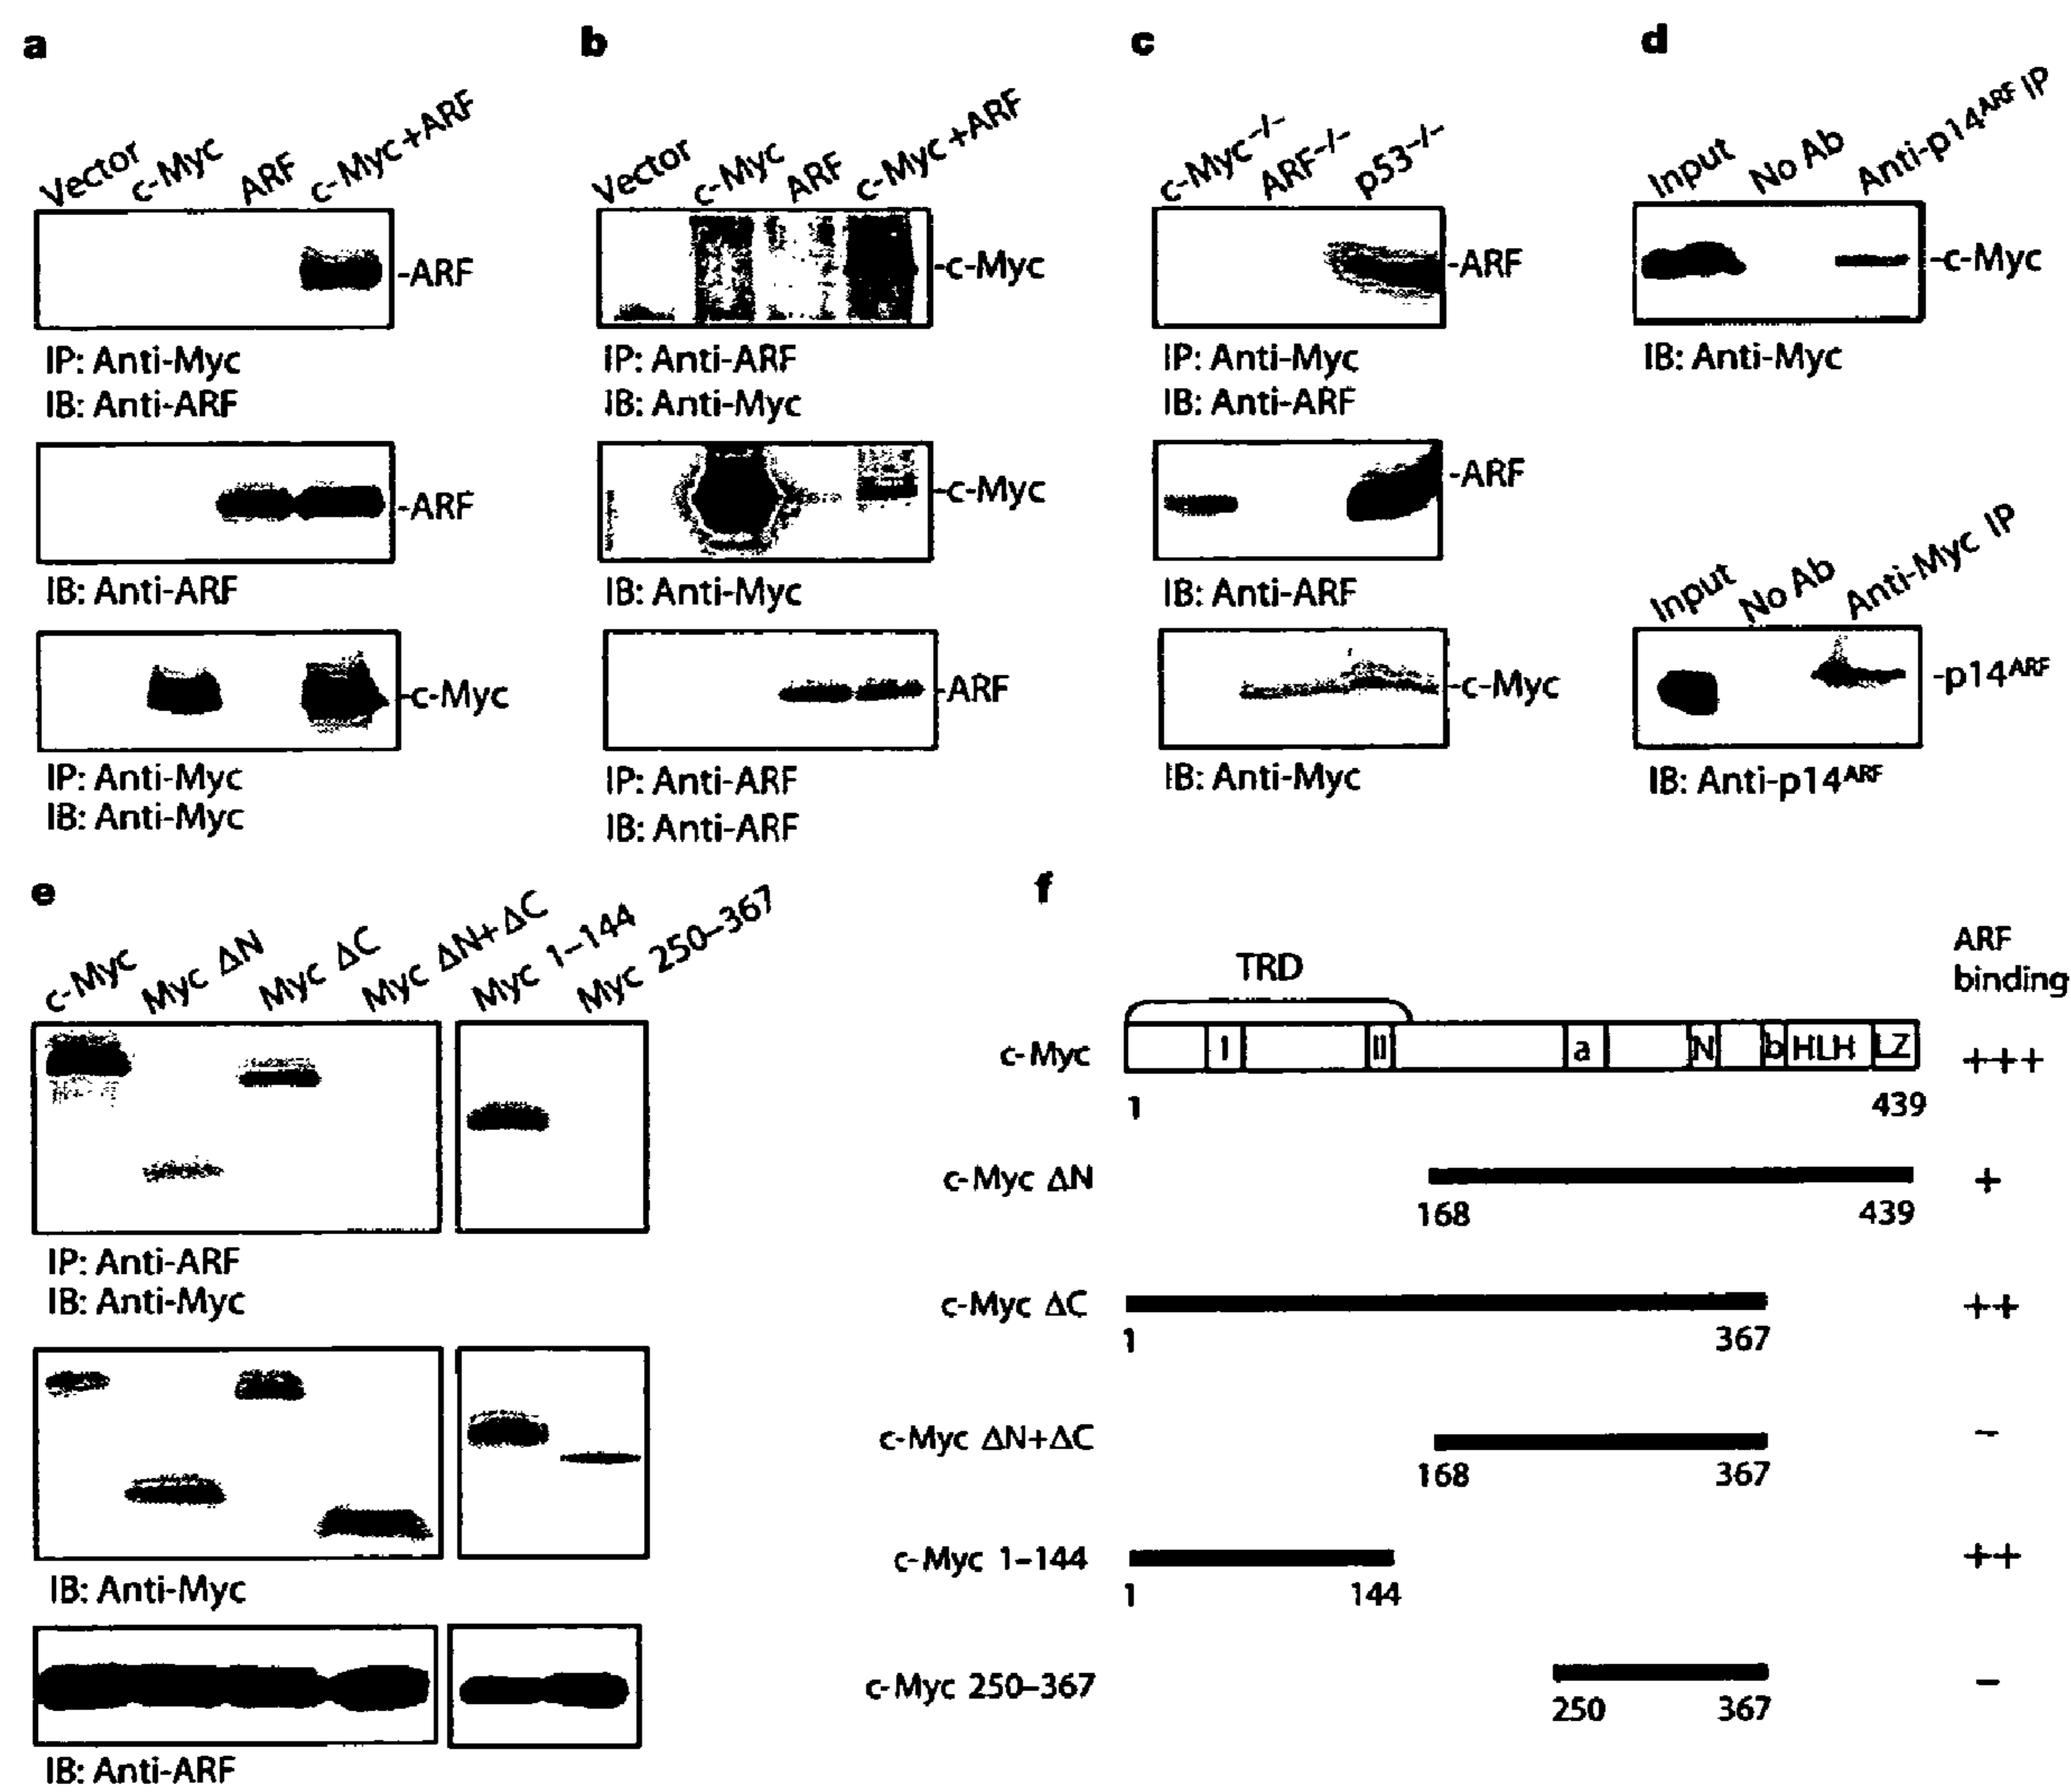 a
Vector
c-Myc
ARF
c-Myc+ARF
-ARF
IP: Anti-Myc
IB: Anti-ARF
-ARF
IB: Anti-ARF
-c-Myc
IP: Anti-Myc
IB: Anti-Myc
b
Vector
c-Myc
ARF
c-Myc+ARF
-c-Myc
IP: Anti-ARF
IB: Anti-Myc
-c-Myc
IB: Anti-Myc
-ARF
IP: Anti-ARF
IB: Anti-ARF
c
c-Myc-/-
ARF-/-
p53-/-
-ARF
IP: Anti-Myc
IB: Anti-ARF
-ARF
IB: Anti-ARF
-c-Myc
IB: Anti-Myc
d
Input
No Ab
Anti-p14ARF IP
-c-Myc
IB: Anti-Myc
Input
No Ab
Anti-Myc IP
-p14ARF
IB: Anti-p14ARF
e
c-Myc
Myc ΔN
Myc ΔC
Myc ΔN+ΔC
Myc 1–144
Myc 250–367
IP: Anti-ARF
IB: Anti-Myc
IB: Anti-Myc
IB: Anti-ARF
f
ARF
binding
TRD
c-Myc I II a N b HLH LZ +++
1 439
c-Myc ΔN +
168 439
c-Myc ΔC ++
1 367
c-Myc ΔN+ΔC –
168 367
c-Myc 1–144 ++
1 144
c-Myc 250–367 –
250 367